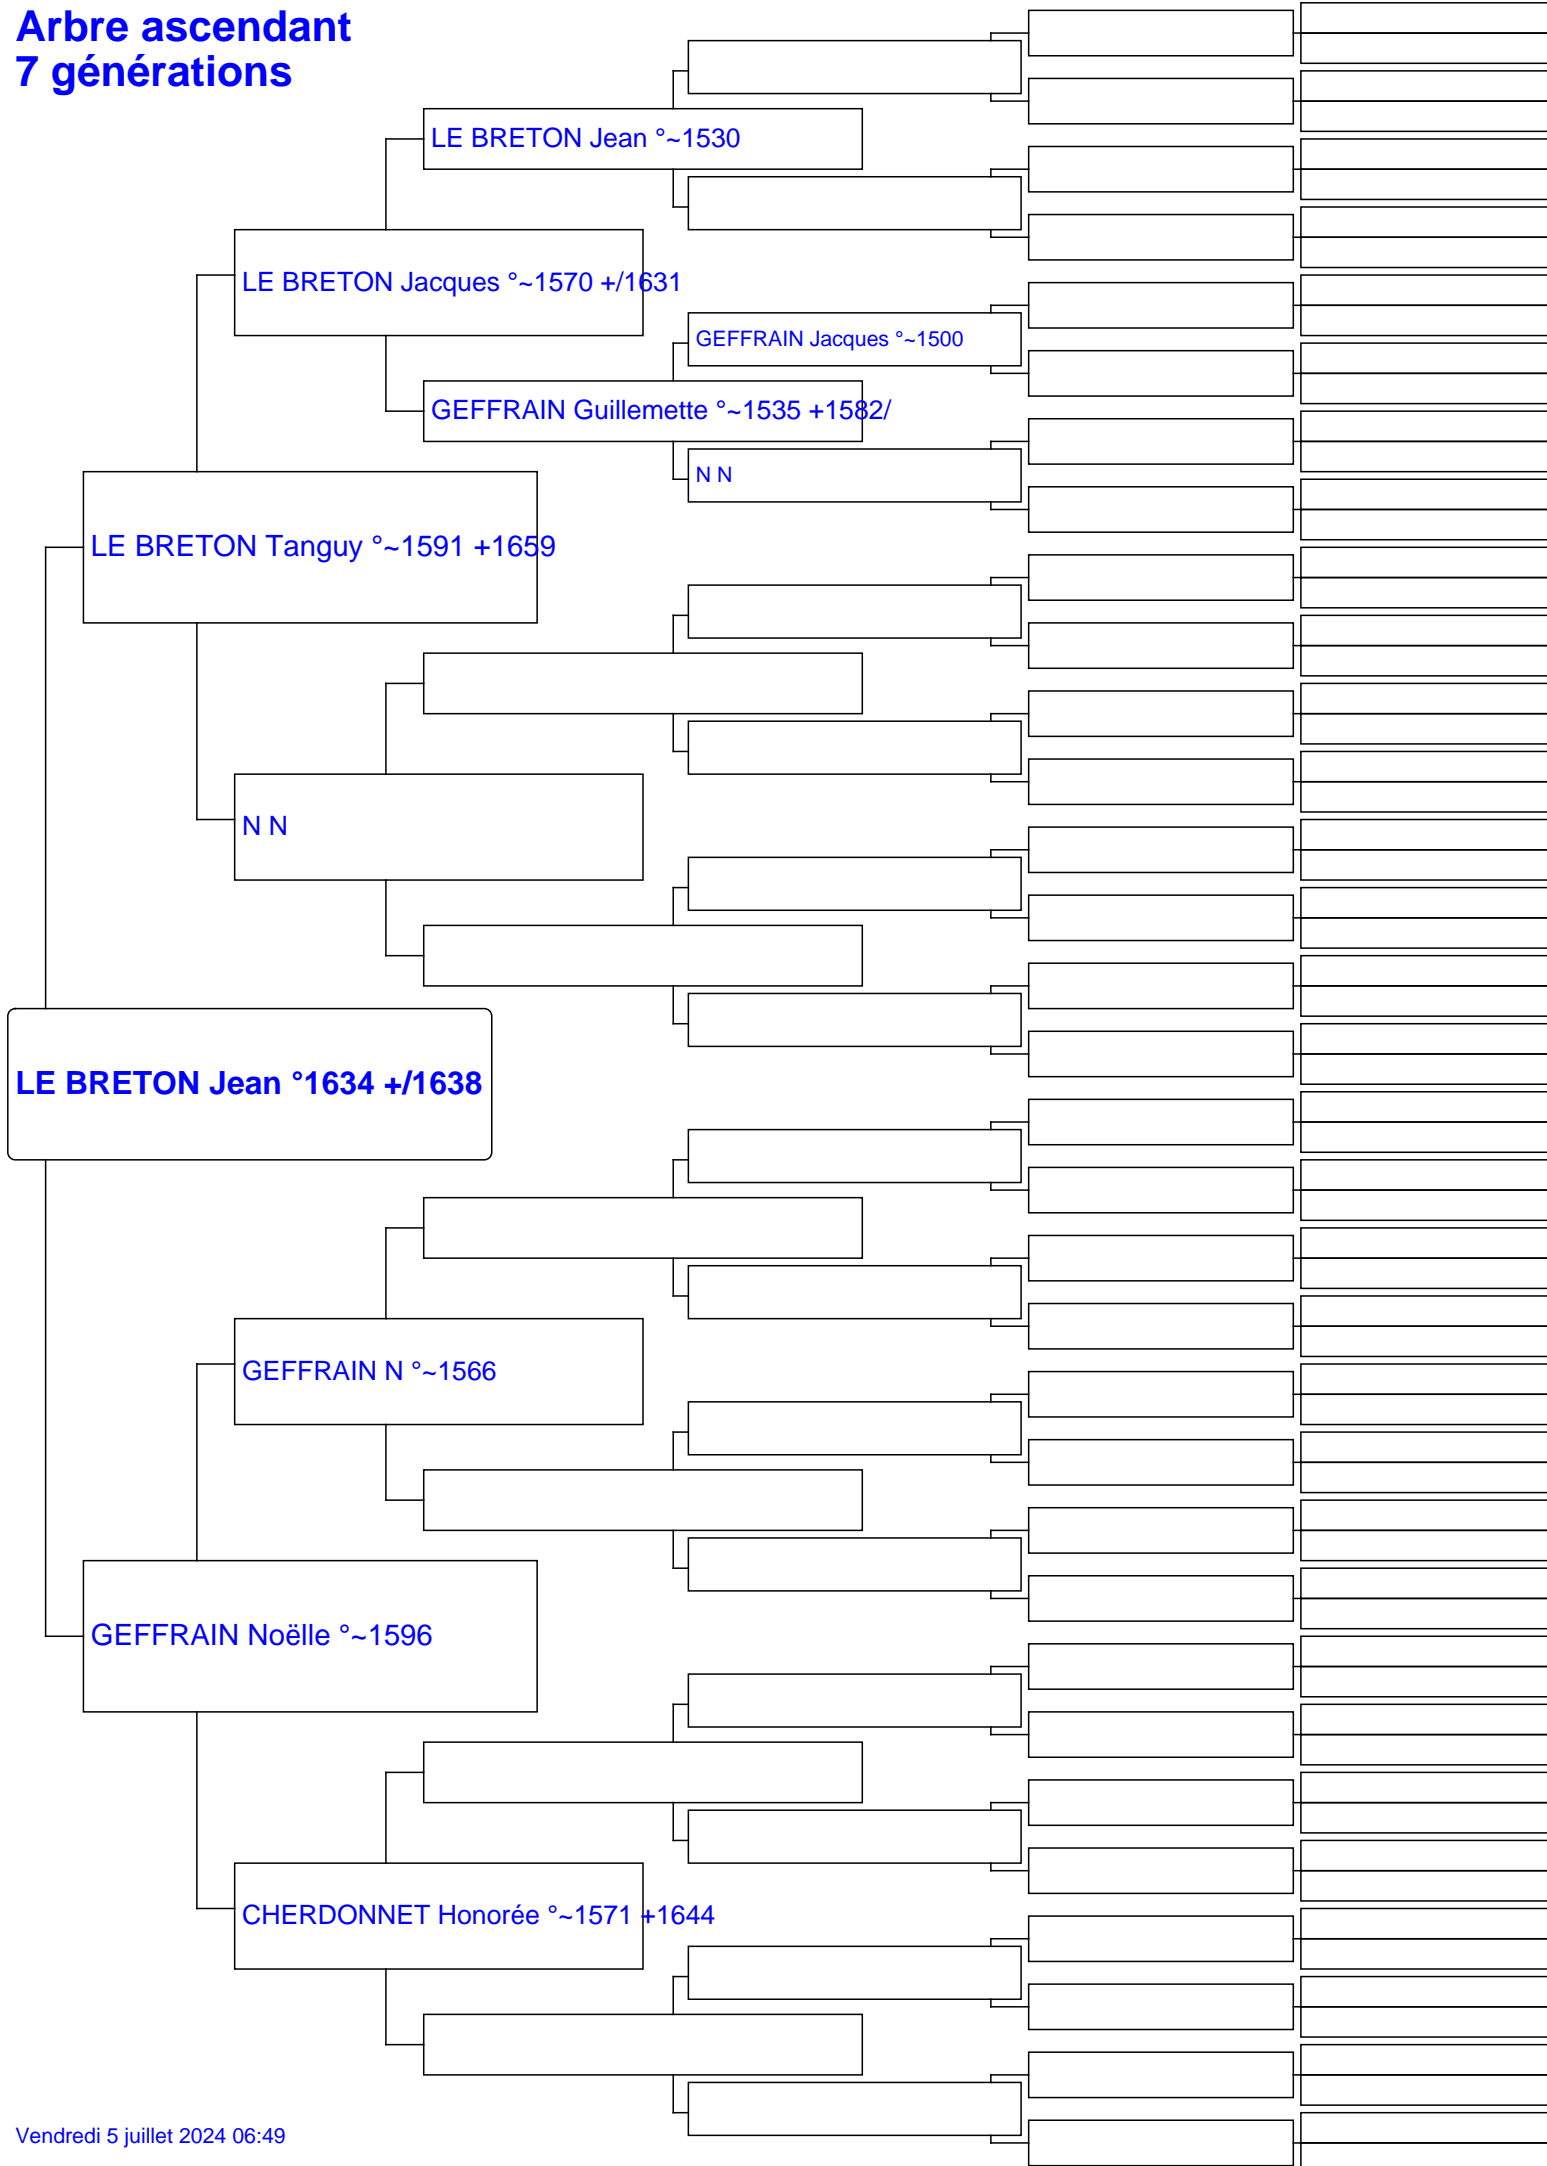 Arbre ascendant
7 générations
LE BRETON Jean °~1530
LE BRETON Jacques °~1570 +/1631
GEFFRAIN Jacques °~1500
GEFFRAIN Guillemette °~1535 +1582/
N N
LE BRETON Tanguy °~1591 +1659
N N
LE BRETON Jean °1634 +/1638
GEFFRAIN N °~1566
GEFFRAIN Noëlle °~1596
CHERDONNET Honorée °~1571 +1644
Vendredi 5 juillet 2024 06:49